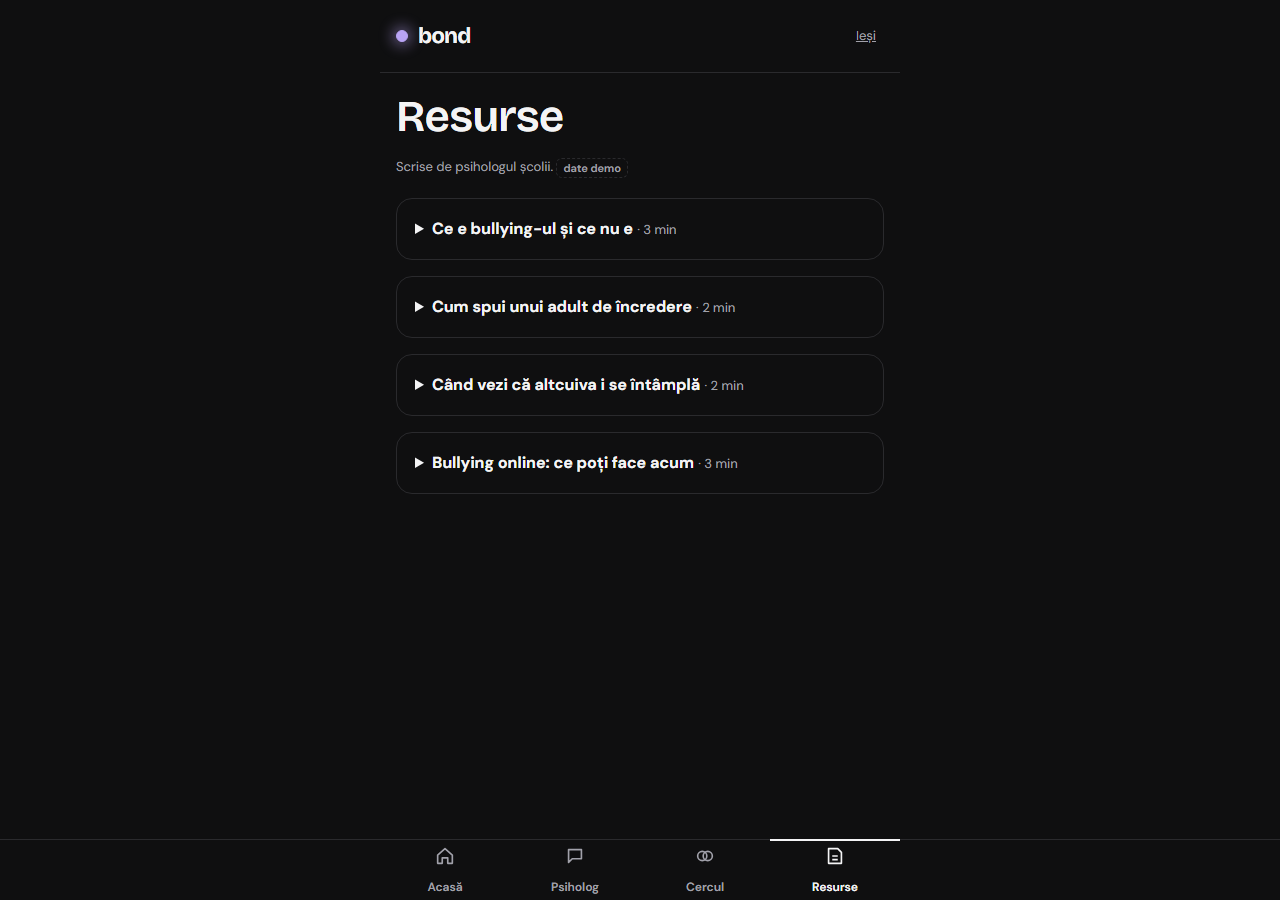 bond
Ieși
Resurse
Scrise de psihologul școlii. date demo
Ce e bullying-ul și ce nu e · 3 min
Cum spui unui adult de încredere · 2 min
Când vezi că altcuiva i se întâmplă · 2 min
Bullying online: ce poți face acum · 3 min
Acasă
Psiholog
Cercul
Resurse